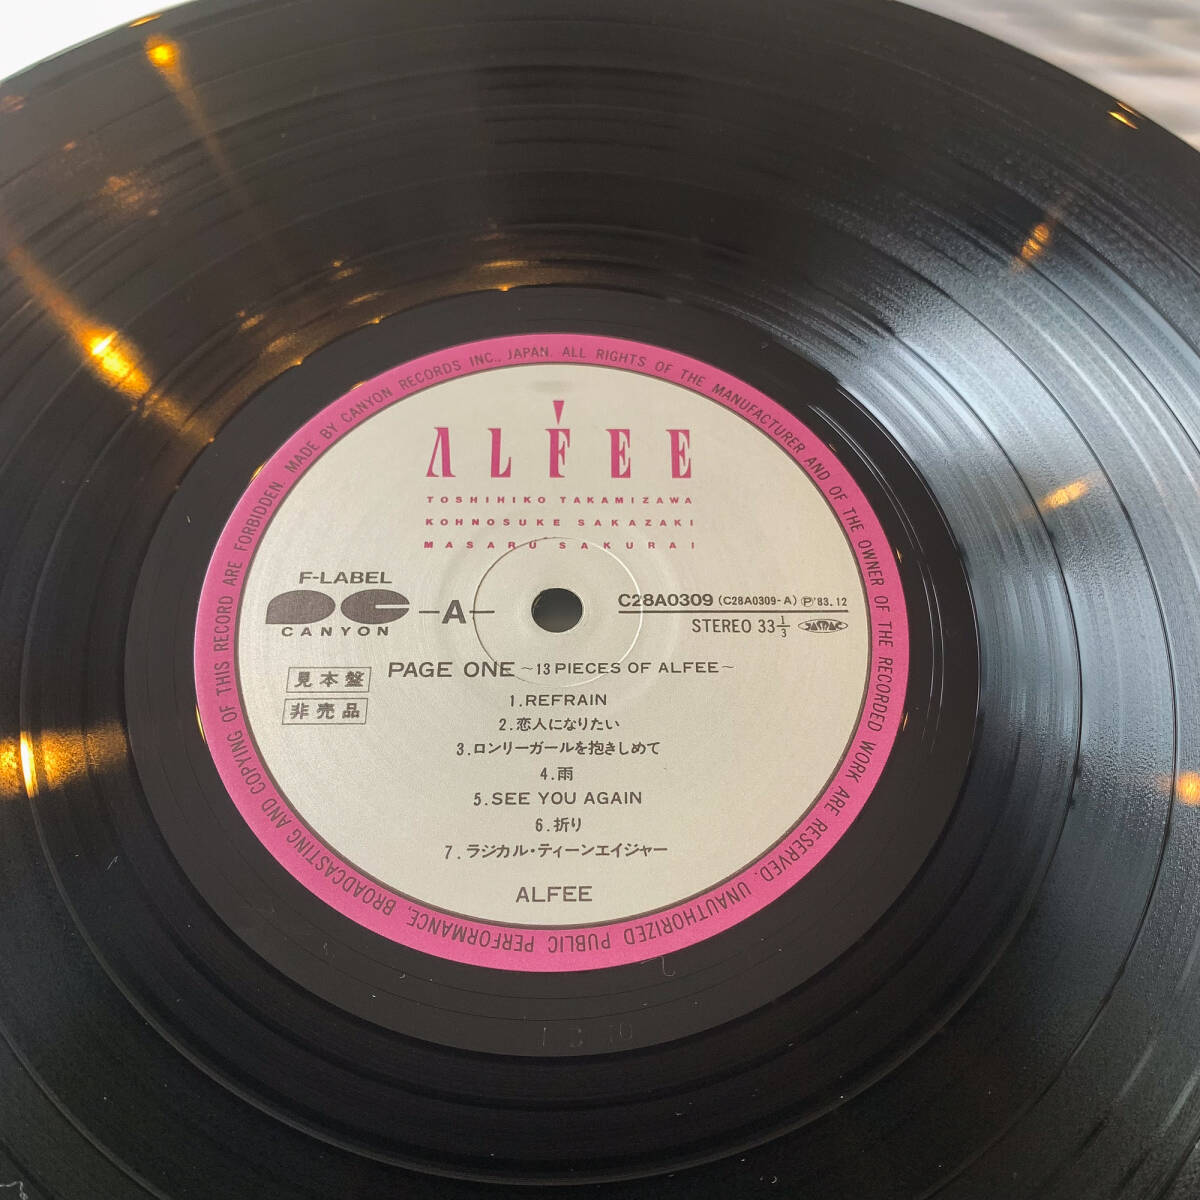 MADE BY CANYON RECORDS INC., JAPAN. ALL RIGHTS OF THE MANUFACTURER AND OF THE OWNER OF THE RECORDED WORK ARE RESERVED. UNAUTHORIZED PUBLIC PERFORMANCE, BROADCASTING AND COPYING OF THIS RECORD ARE FORBIDDEN.
ALFEE
TOSHIHIKO TAKAMIZAWA
KOHNOSUKE SAKAZAKI
MASARU SAKURAI
F-LABEL
CANYON
-A-
C28A0309 (C28A0309-A) Ⓟ'83.12
STEREO 33 1/3 JASRAC
見本盤
非売品
PAGE ONE ~13 PIECES OF ALFEE~
1.REFRAIN
2.恋人になりたい
3.ロンリーガールを抱きしめて
4.雨
5.SEE YOU AGAIN
6.折り
7.ラジカル・ティーンエイジャー
ALFEE